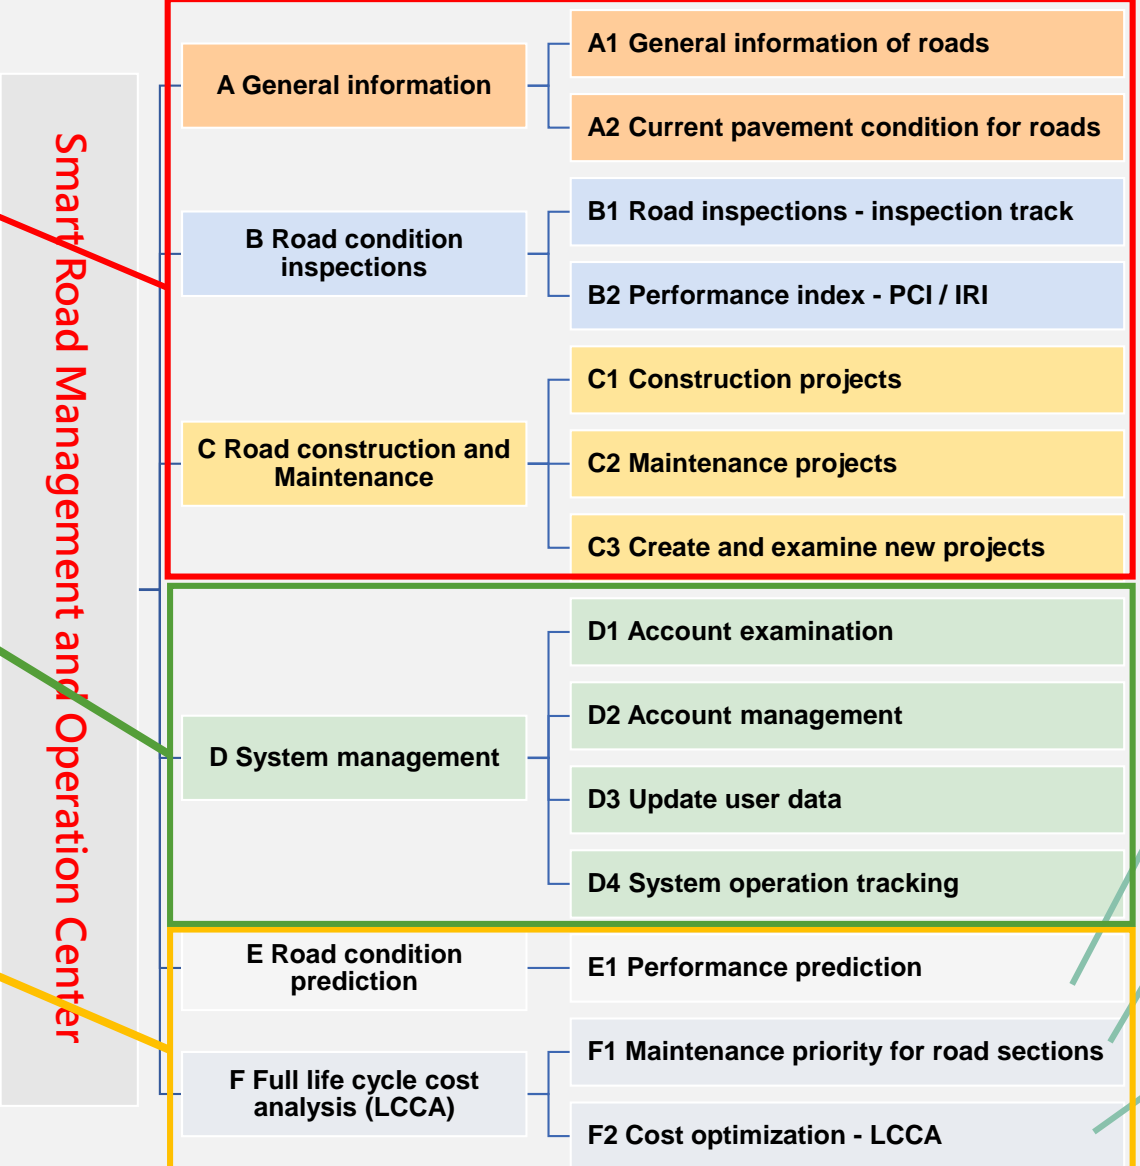 Smart Road Management and Operation Center
A General information
A1 General information of roads
A2 Current pavement condition for roads
B Road condition
inspections
B1 Road inspections - inspection track
B2 Performance index - PCI / IRI
C Road construction and
Maintenance
C1 Construction projects
C2 Maintenance projects
C3 Create and examine new projects
D System management
D1 Account examination
D2 Account management
D3 Update user data
D4 System operation tracking
E Road condition
prediction
E1 Performance prediction
F Full life cycle cost
analysis (LCCA)
F1 Maintenance priority for road sections
F2 Cost optimization - LCCA